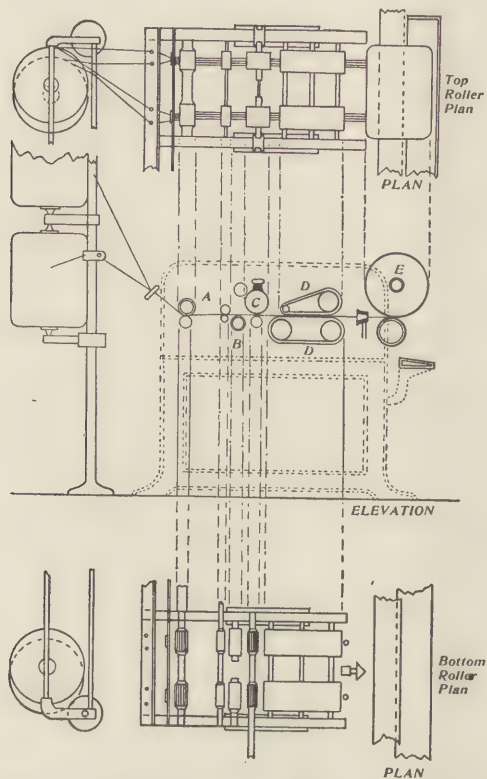 Top
Roller
Plan
PLAN
E
D
A
C
B
D
ELEVATION
Bottom
Roller
Plan
PLAN